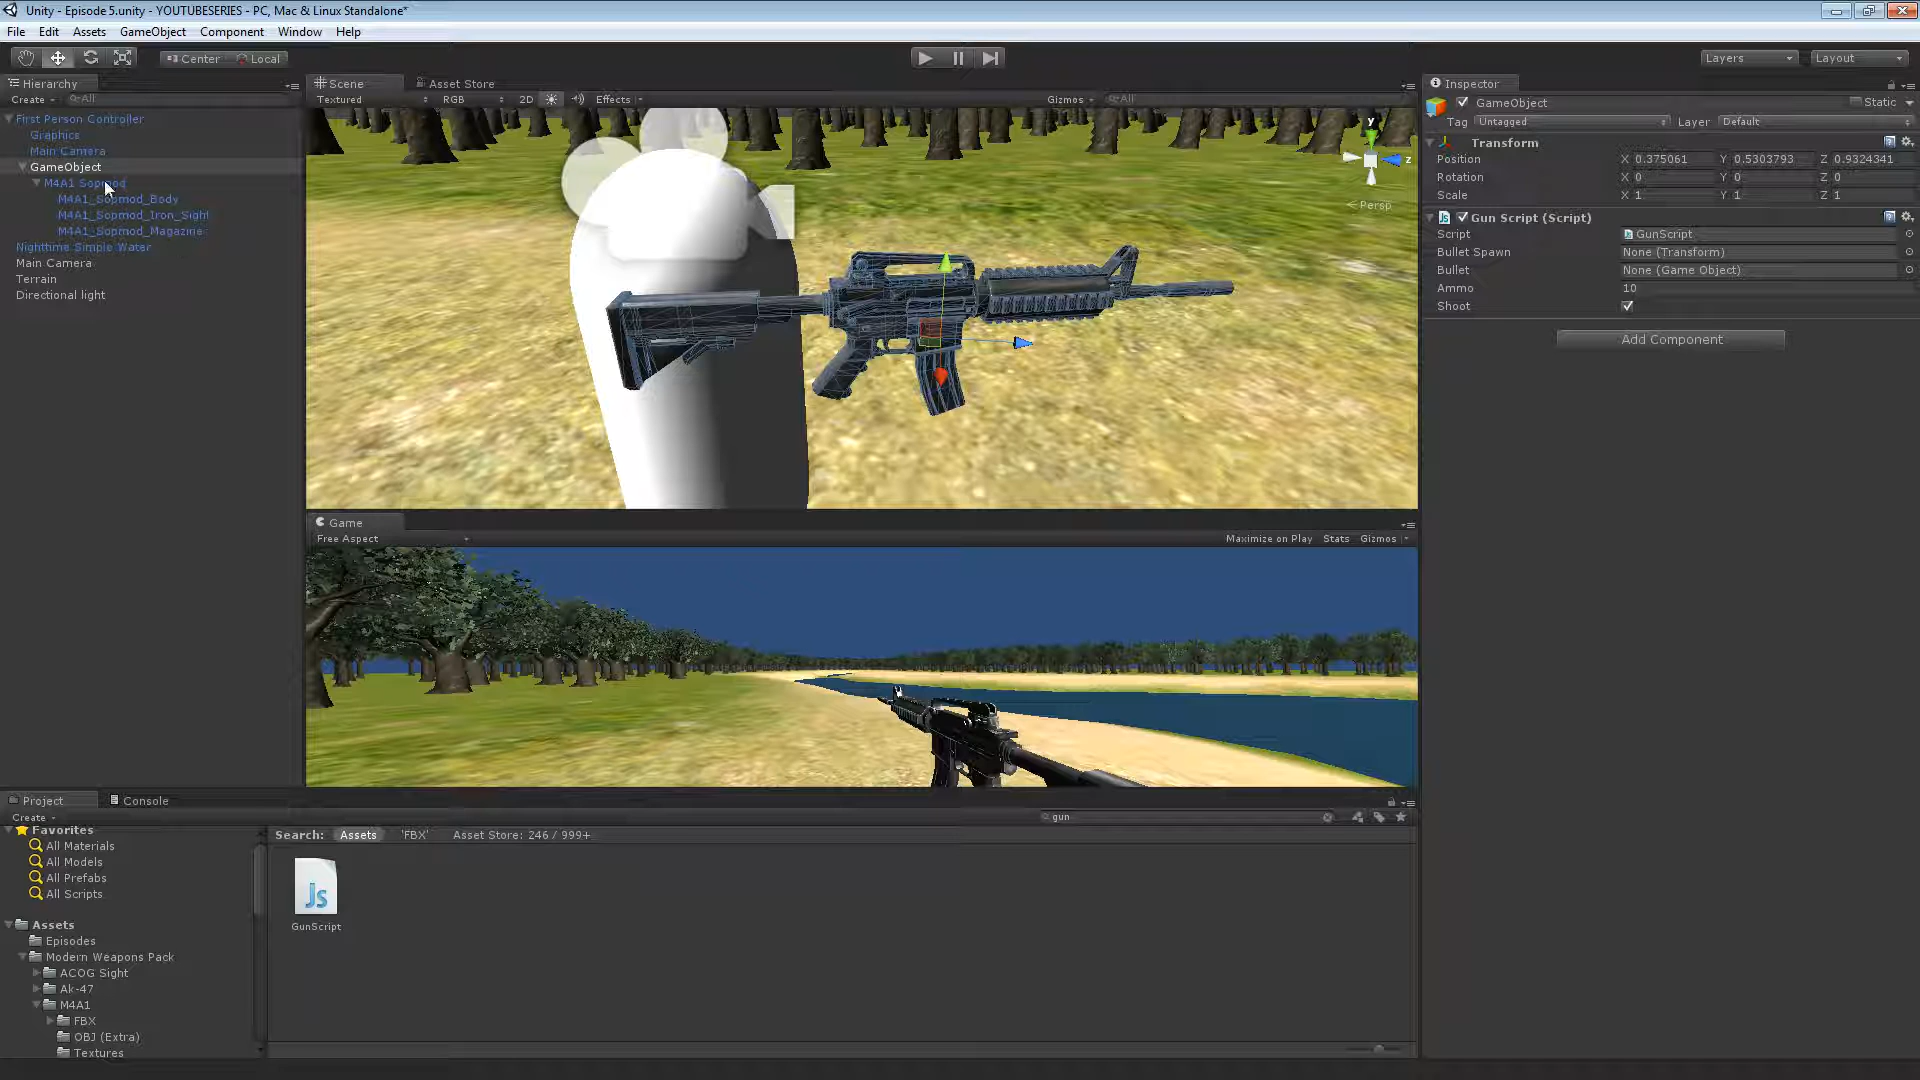 Unity - Episode 5.unity - YOUTUBESERIES - PC, Mac & Linux Standalone*
File Edit Assets GameObject Component Window Help
Center Local
Layers Layout
Hierarchy
Create All
First Person Controller
Graphics
Main Camera
GameObject
M4A1 Sopmod
M4A1_Sopmod_Body
M4A1_Sopmod_Iron_Sight
M4A1_Sopmod_Magazine
Nighttime Simple Water
Main Camera
Terrain
Directional light
Scene Asset Store
Textured RGB 2D Effects Gizmos All
y
z
Persp
Game
Free Aspect Maximize on Play Stats Gizmos
Inspector
GameObject Static
Tag Untagged Layer Default
Transform
Position X 0.375061 Y 0.5303793 Z 0.9324341
Rotation X 0 Y 0 Z 0
Scale X 1 Y 1 Z 1
Gun Script (Script)
Script GunScript
Bullet Spawn None (Transform)
Bullet None (Game Object)
Ammo 10
Shoot
Add Component
Project Console
Create gun
Favorites
All Materials
All Models
All Prefabs
All Scripts
Assets
Episodes
Modern Weapons Pack
ACOG Sight
Ak-47
M4A1
FBX
OBJ (Extra)
Textures
Search: Assets 'FBX' Asset Store: 246 / 999+
Js
GunScript